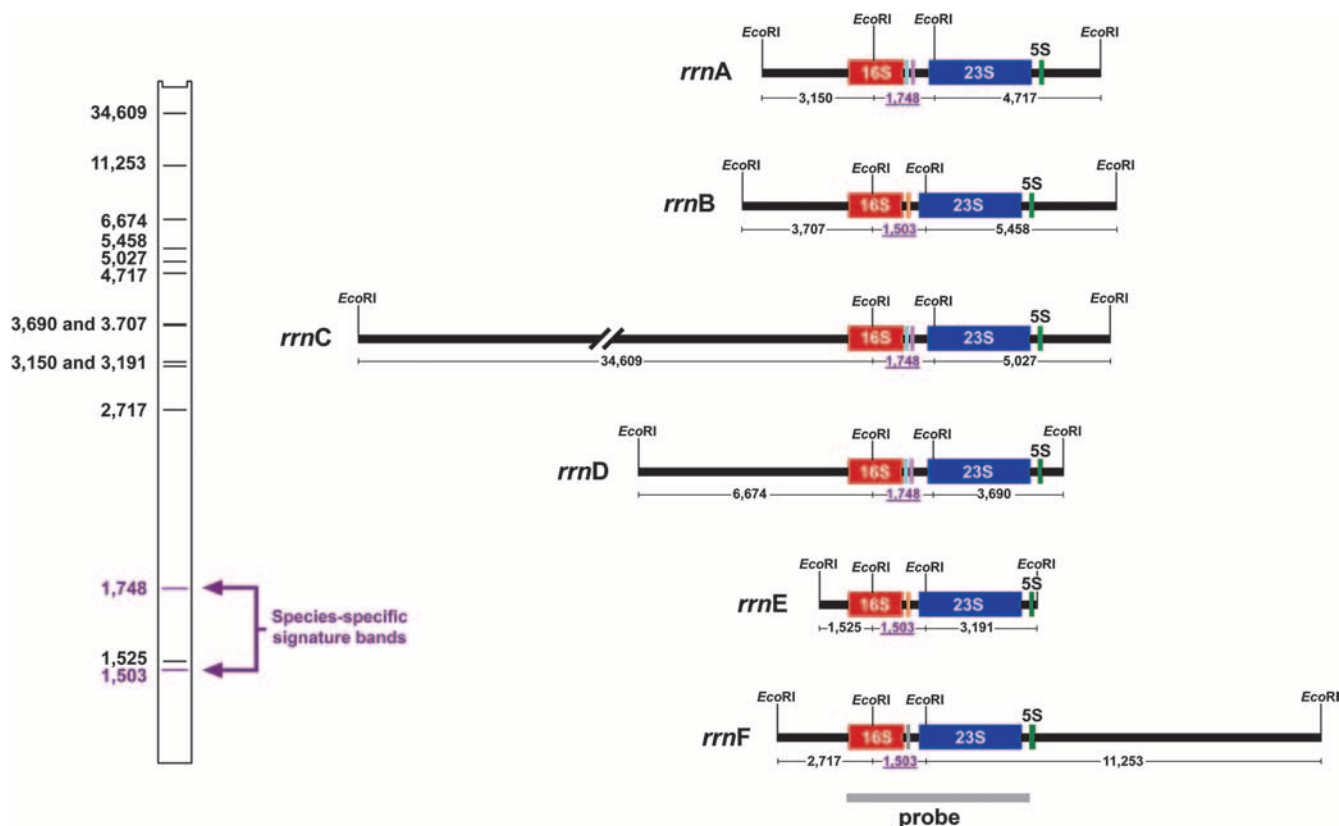 34,609
11,253
6,674
5,458
5,027
4,717
3,690 and 3.707
3,150 and 3,191
2,717
1,748
1,525
1,503
Species-specific
signature bands
EcoRI EcoRI EcoRI EcoRI
rrnA 16S 23S 5S
3,150 1,748 4,717
EcoRI EcoRI EcoRI EcoRI
rrnB 16S 23S 5S
3,707 1,503 5,458
EcoRI EcoRI EcoRI EcoRI
rrnC 16S 23S 5S
34,609 1,748 5,027
EcoRI EcoRI EcoRI EcoRI
rrnD 16S 23S 5S
6,674 1,748 3,690
EcoRI EcoRI EcoRI EcoRI
rrnE 16S 23S 5S
1,525 1,503 3,191
EcoRI EcoRI EcoRI EcoRI
rrnF 16S 23S 5S
2,717 1,503 11,253
probe